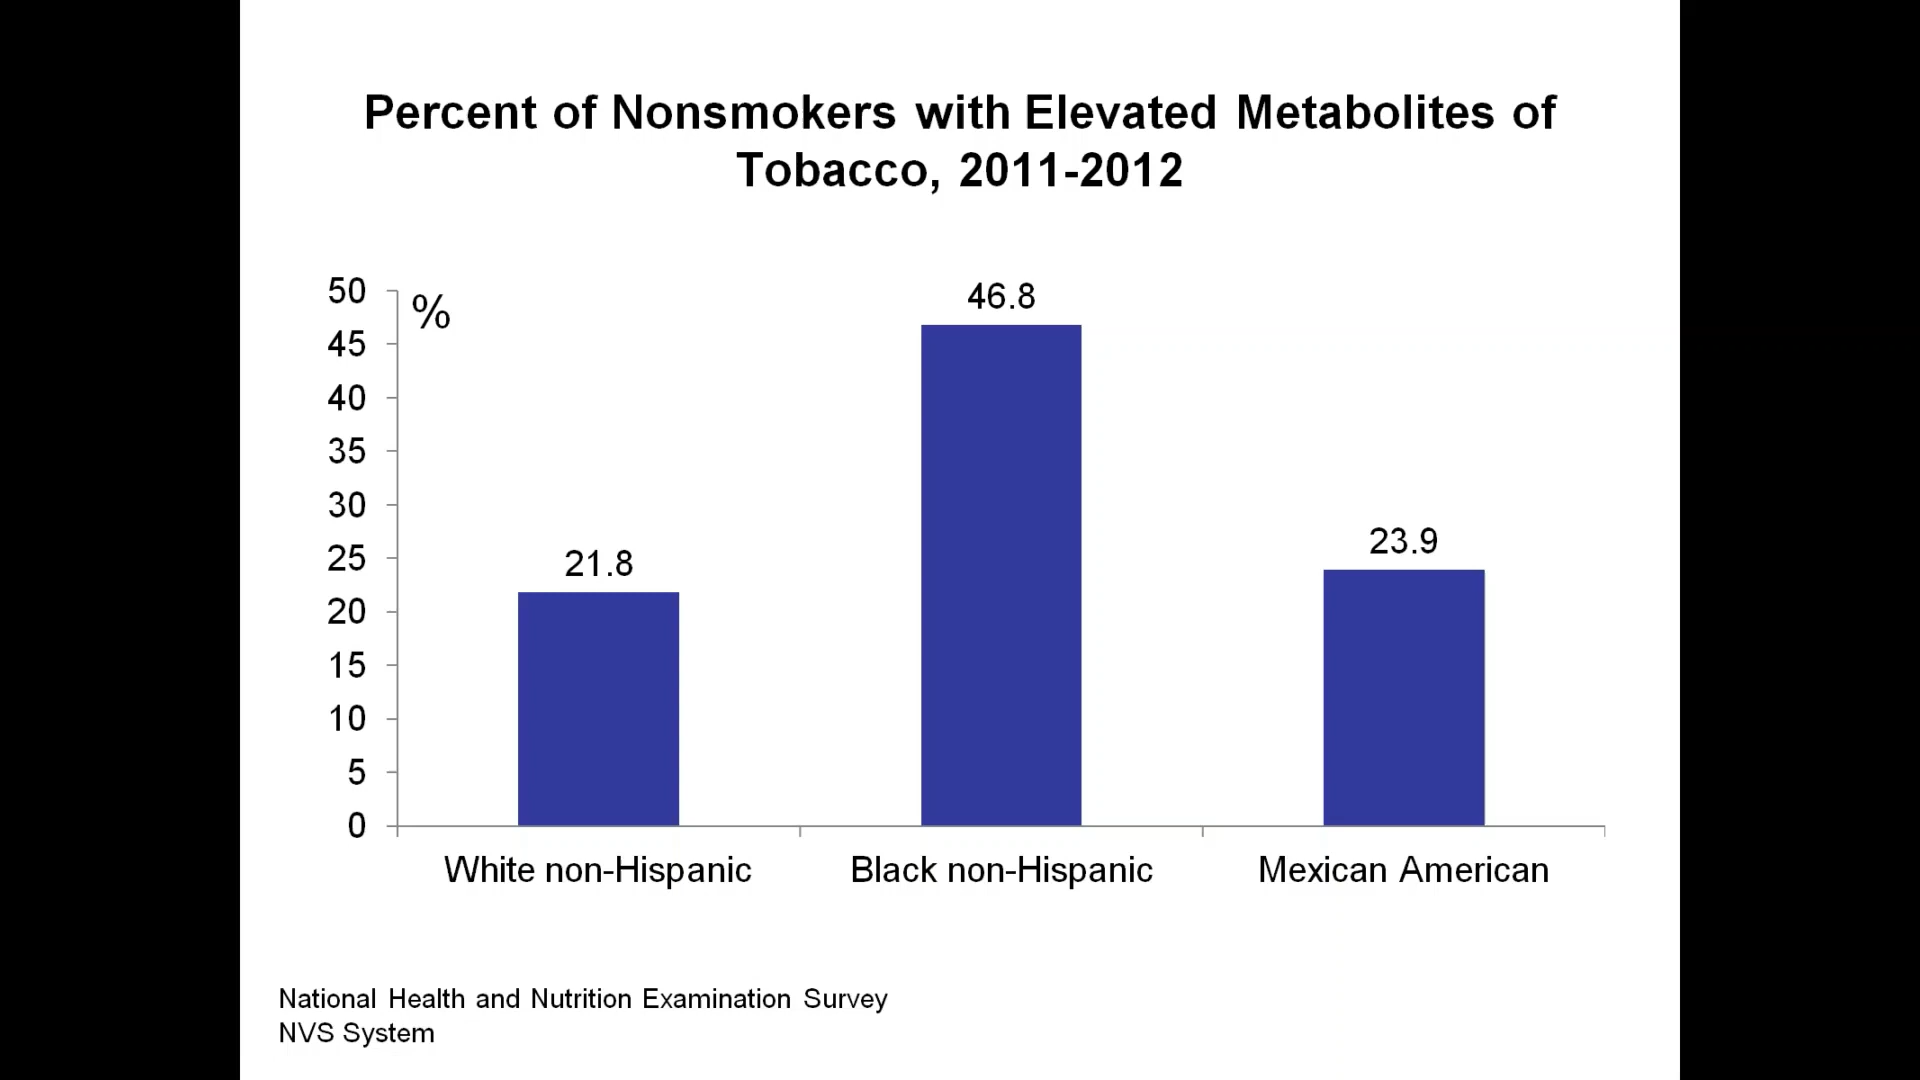 Percent of Nonsmokers with Elevated Metabolites of
Tobacco, 2011-2012
%
50
45
40
35
30
25
20
15
10
5
0
21.8
46.8
23.9
White non-Hispanic
Black non-Hispanic
Mexican American
National Health and Nutrition Examination Survey
NVS System